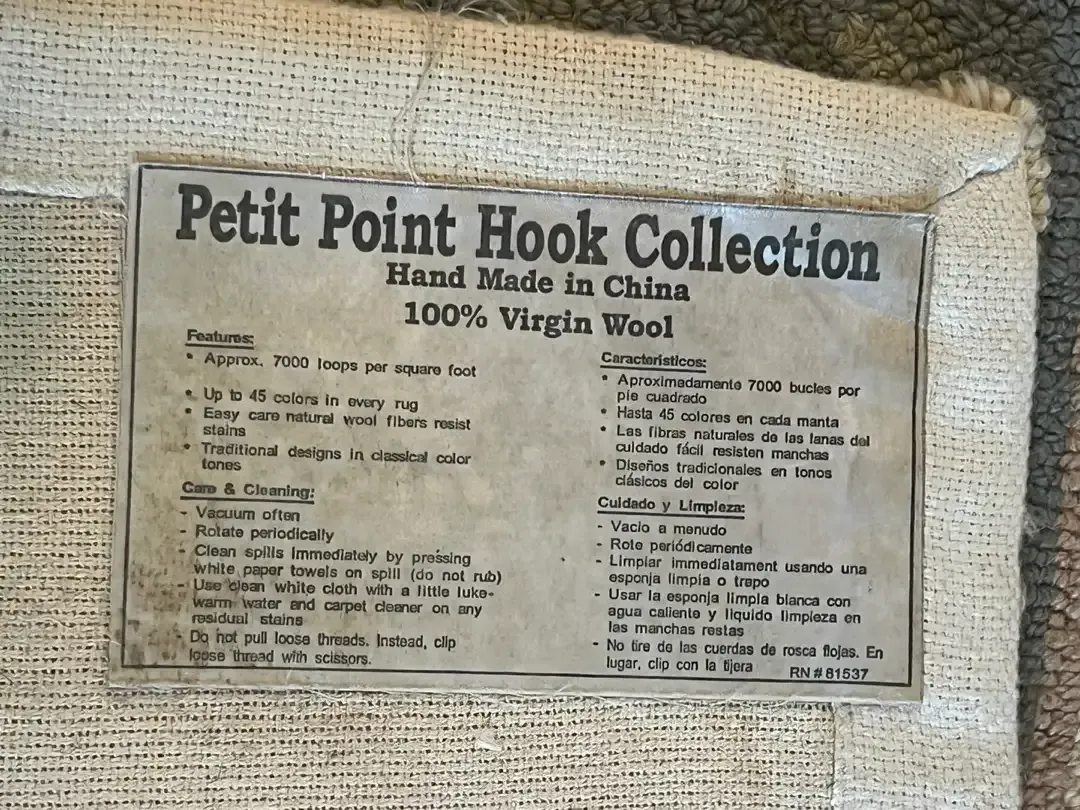 Petit Point Hook Collection
Hand Made in China
100% Virgin Wool
Features:
• Approx. 7000 loops per square foot
• Up to 45 colors in every rug
• Easy care natural wool fibers resist
stains
• Traditional designs in classical color
tones
Care & Cleaning:
- Vacuum often
- Rotate periodically
- Clean spills immediately by pressing
white paper towels on spill (do not rub)
- Use clean white cloth with a little luke-
warm water and carpet cleaner on any
residual stains
- Do not pull loose threads. Instead, clip
loose thread with scissors.
Caracteristicos:
• Aproximadamente 7000 bucles por
pie cuadrado
• Hasta 45 colores en cada manta
• Las fibras naturales de las lanas del
cuidado fácil resisten manchas
• Diseños tradicionales en tonos
clásicos del color
Cuidado y Limpieza:
- Vacio a menudo
- Rote periódicamente
- Limpiar immediatament usando una
esponja limpia o trapo
- Usar la esponja limpia blanca con
agua caliente y liquido limpieza en
las manchas restas
- No tire de las cuerdas de rosca flojas. En
lugar, clip con la tijera
RN # 81537